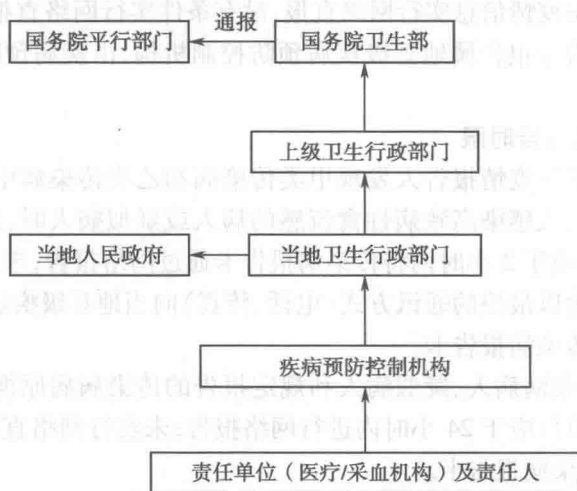 通报
国务院平行部门
国务院卫生部
上级卫生行政部门
当地人民政府
当地卫生行政部门
疾病预防控制机构
责任单位（医疗/采血机构）及责任人